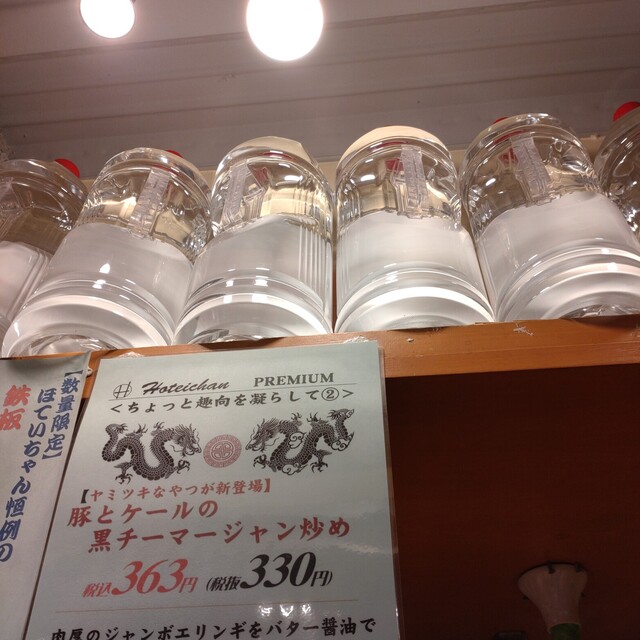 【数量限定】
ほていちゃん恒例の
鉄板
Hoteichan PREMIUM
＜ちょっと趣向を凝らして②＞
【ヤミツキなやつが新登場】
豚とケールの
黒チーマージャン炒め
税込363円 (税抜330円)
肉厚のジャンボエリンギをバター醤油で